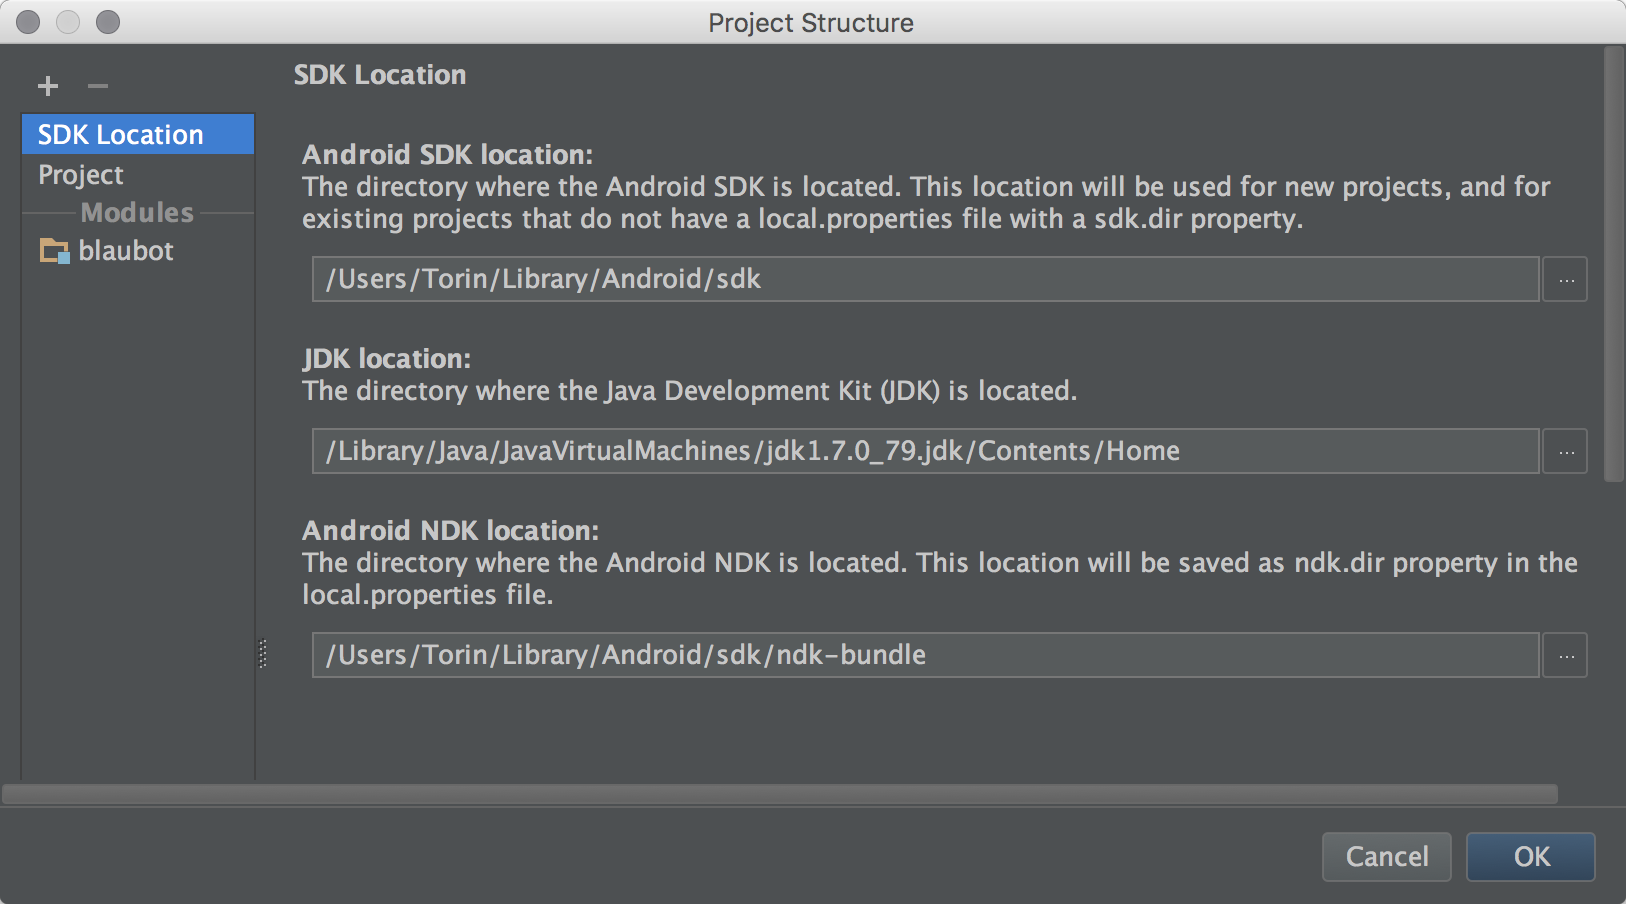 Project Structure
SDK Location
Project
Modules
blaubot
SDK Location
Android SDK location:
The directory where the Android SDK is located. This location will be used for new projects, and for
existing projects that do not have a local.properties file with a sdk.dir property.
/Users/Torin/Library/Android/sdk
...
JDK location:
The directory where the Java Development Kit (JDK) is located.
/Library/Java/JavaVirtualMachines/jdk1.7.0_79.jdk/Contents/Home
...
Android NDK location:
The directory where the Android NDK is located. This location will be saved as ndk.dir property in the
local.properties file.
/Users/Torin/Library/Android/sdk/ndk-bundle
...
Cancel
OK